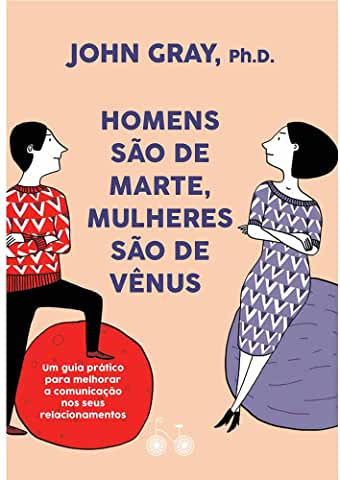 JOHN GRAY, Ph.D.
HOMENS
SÃO DE
MARTE,
MULHERES
SÃO DE
VÊNUS
Um guia prático
para melhorar
a comunicação
nos seus
relacionamentos